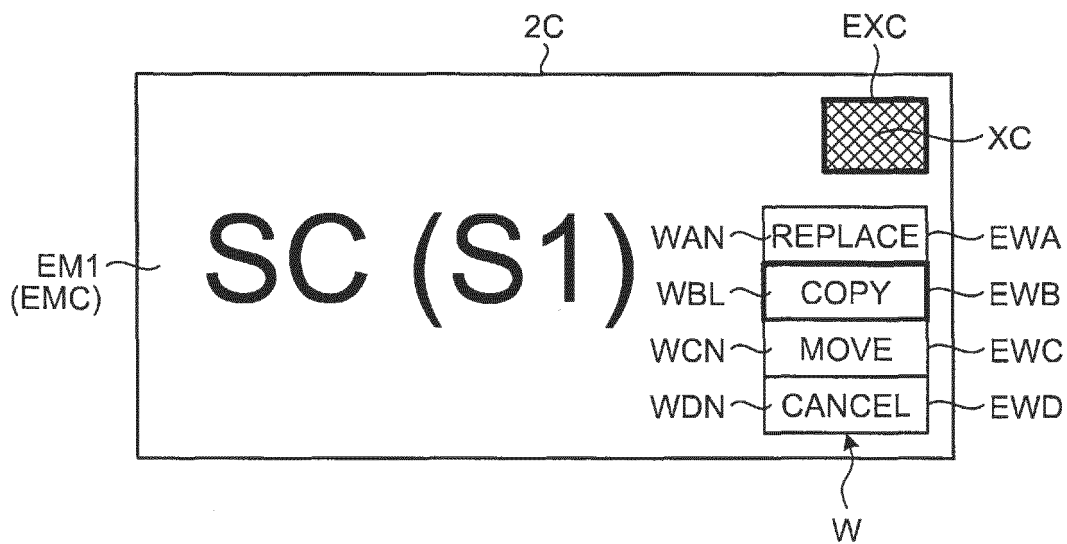 2C
EXC
XC
SC (S1)
WAN
REPLACE
EWA
EM1
(EMC)
WBL
COPY
EWB
WCN
MOVE
EWC
WDN
CANCEL
EWD
W